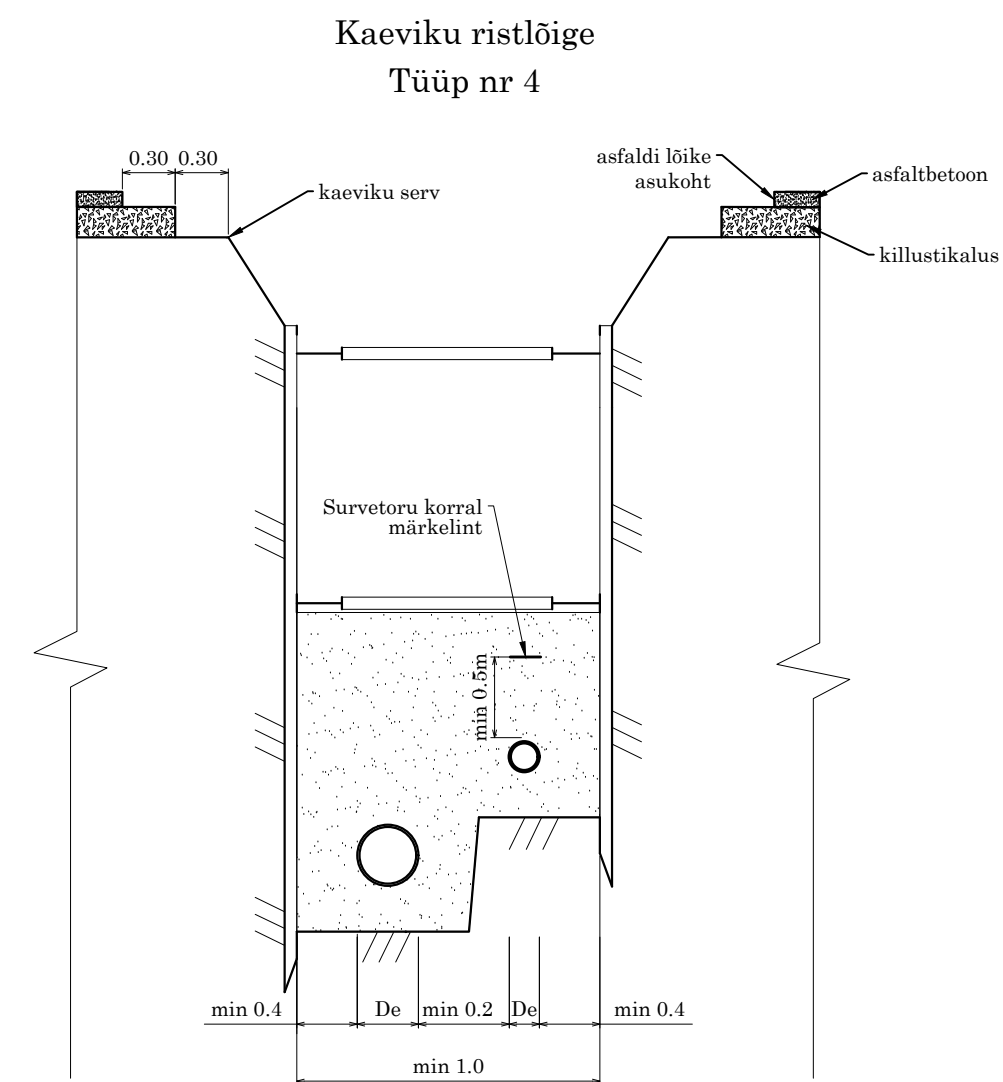 Kaeviku ristlõige
Tüüp nr 4
0.30 0.30
kaeviku serv
asfaldi lõike
asukoht
asfaltbetoon
killustikalus
Survetoru korral
märkelint
min 0.5m
min 0.4
De
min 0.2
De
min 0.4
min 1.0